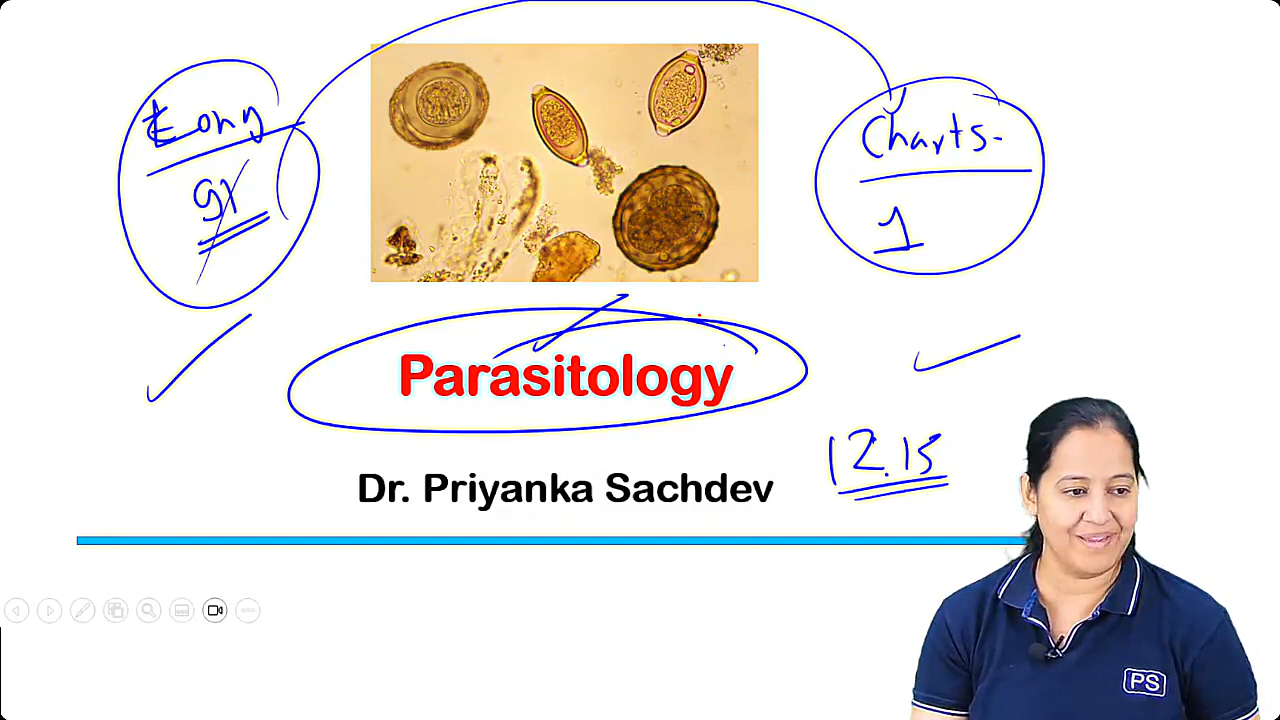 Charts-
1
Parasitology
12.15
Dr. Priyanka Sachdev
PS